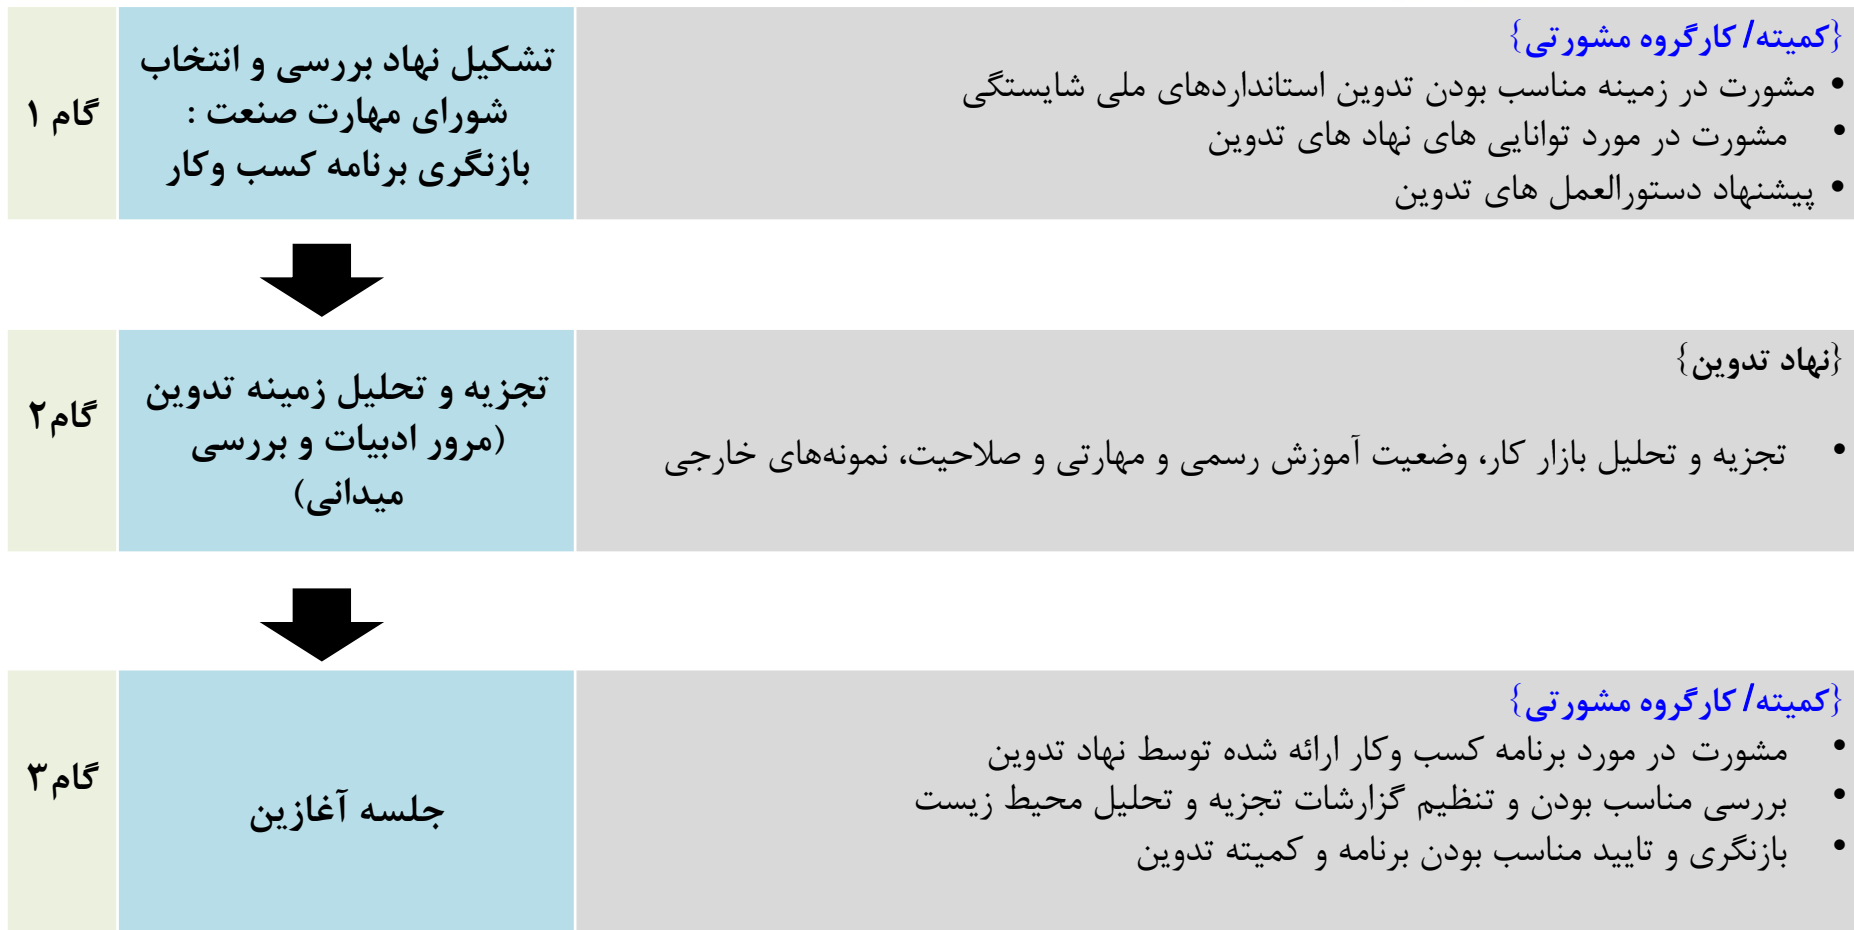 گام ۱
تشکیل نهاد بررسی و انتخاب
شورای مهارت صنعت :
بازنگری برنامه کسب وکار
{کمیته/ کارگروه مشورتی}
• مشورت در زمینه مناسب بودن تدوین استانداردهای ملی شایستگی
• مشورت در مورد توانایی های نهاد های تدوین
• پیشنهاد دستورالعمل های تدوین
گام۲
تجزیه و تحلیل زمینه تدوین
(مرور ادبیات و بررسی
میدانی)
{نهاد تدوین}
• تجزیه و تحلیل بازار کار، وضعیت آموزش رسمی و مهارتی و صلاحیت، نمونه‌های خارجی
گام۳
جلسه آغازین
{کمیته/ کارگروه مشورتی}
• مشورت در مورد برنامه کسب وکار ارائه شده توسط نهاد تدوین
• بررسی مناسب بودن و تنظیم گزارشات تجزیه و تحلیل محیط زیست
• بازنگری و تایید مناسب بودن برنامه و کمیته تدوین